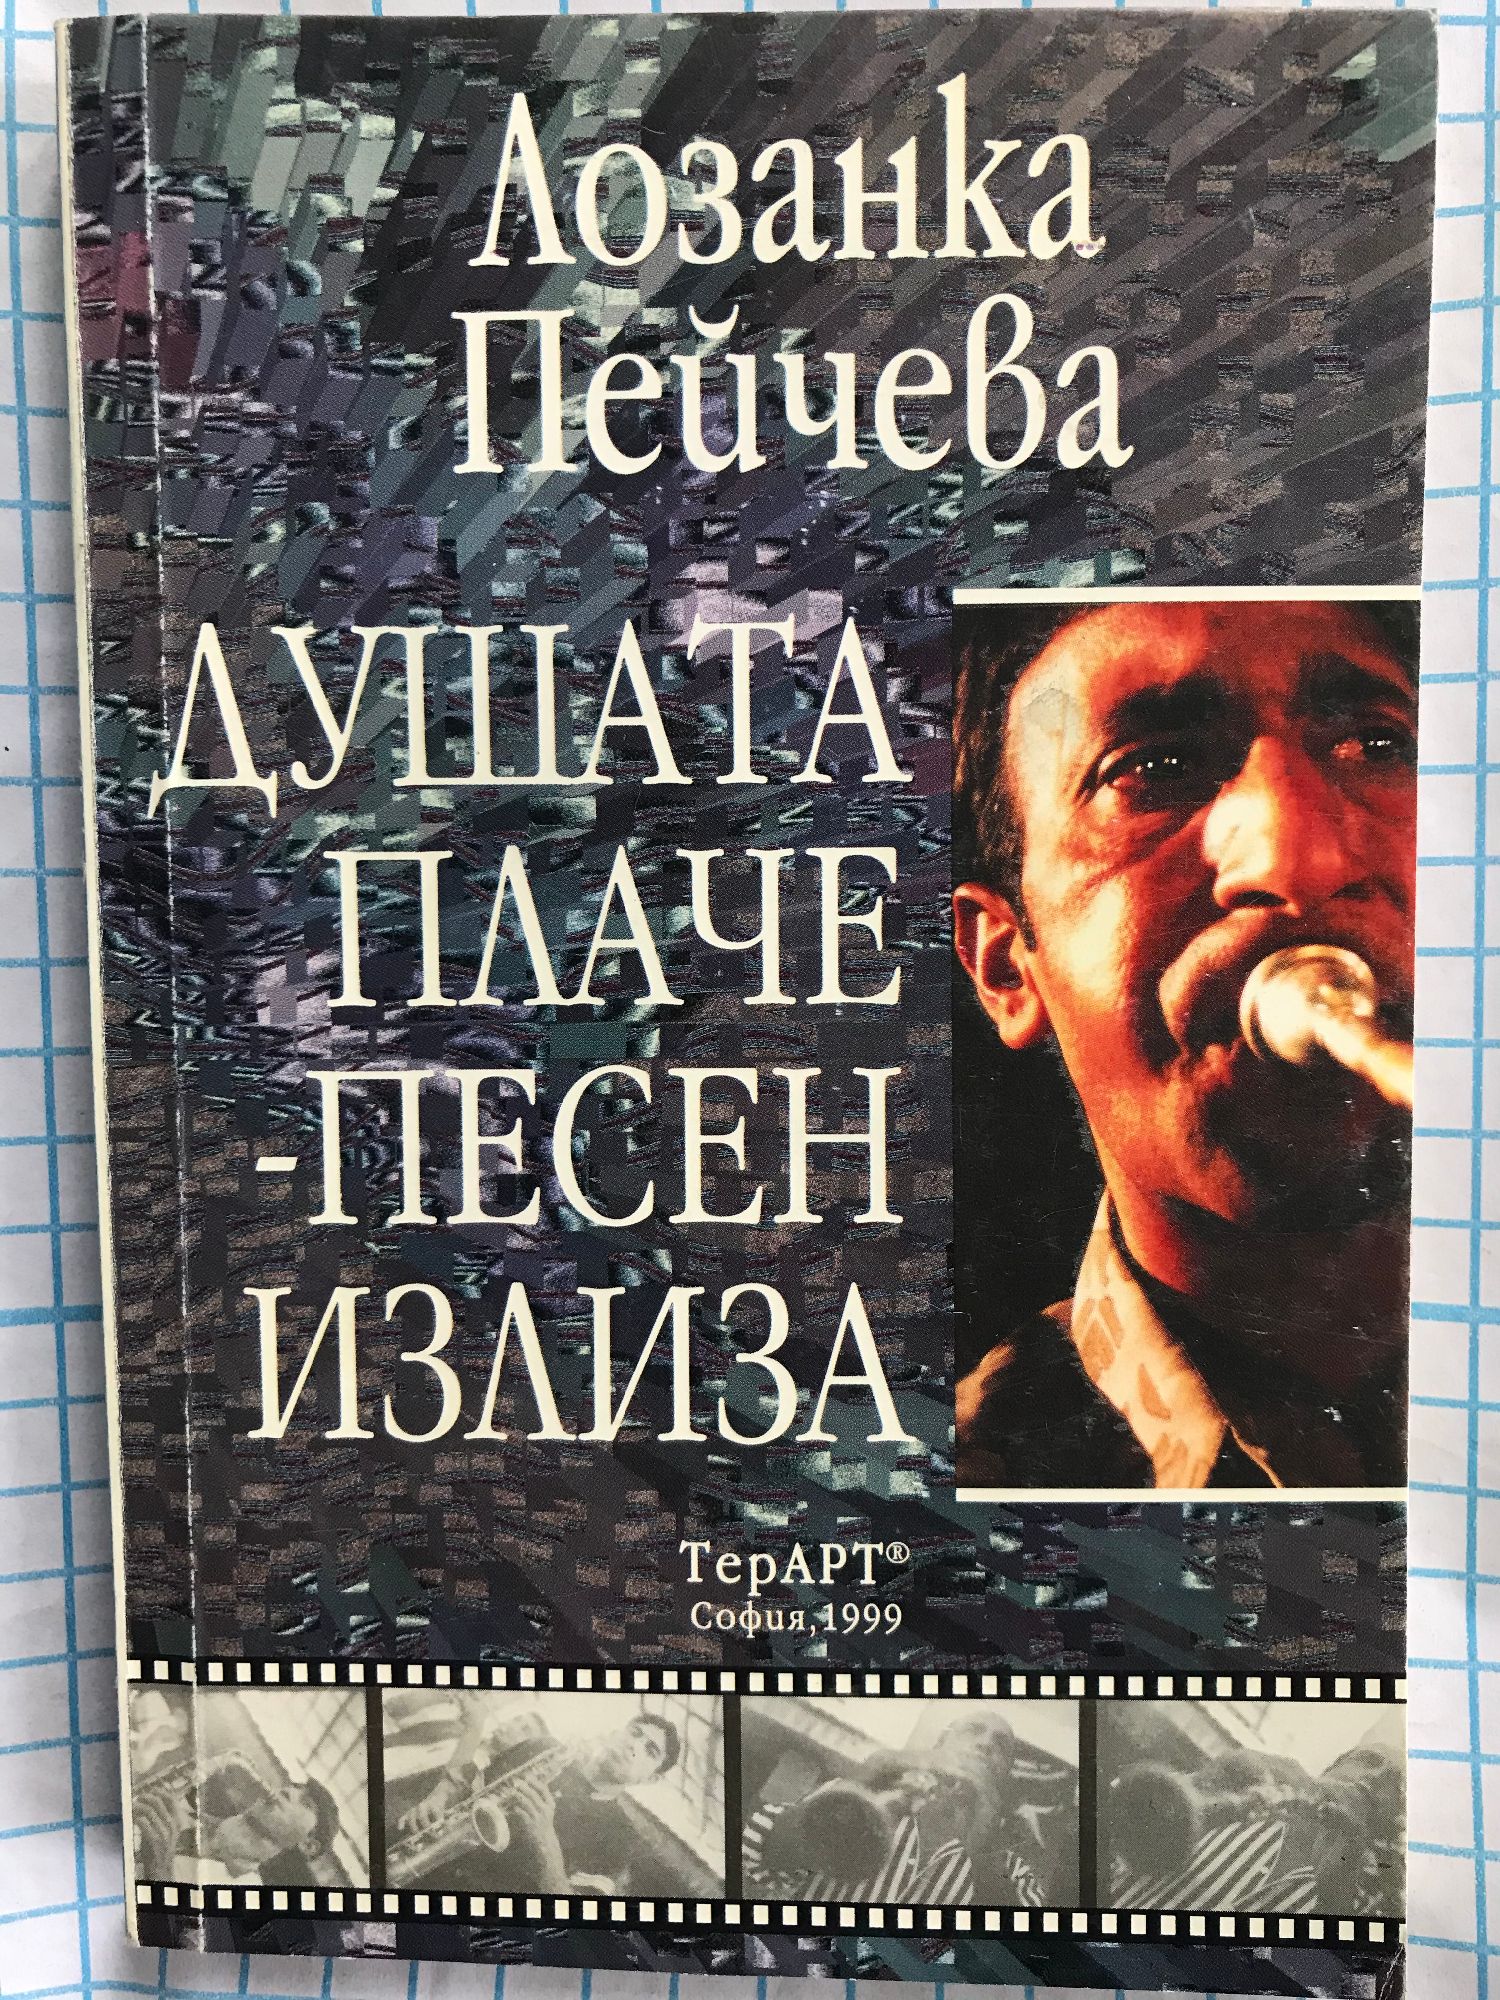 Лозанка
Пейчева
ДУШАТА
ПЛАЧЕ
-ПЕСЕН
ИЗЛИЗА
ТерАРТ®
София, 1999